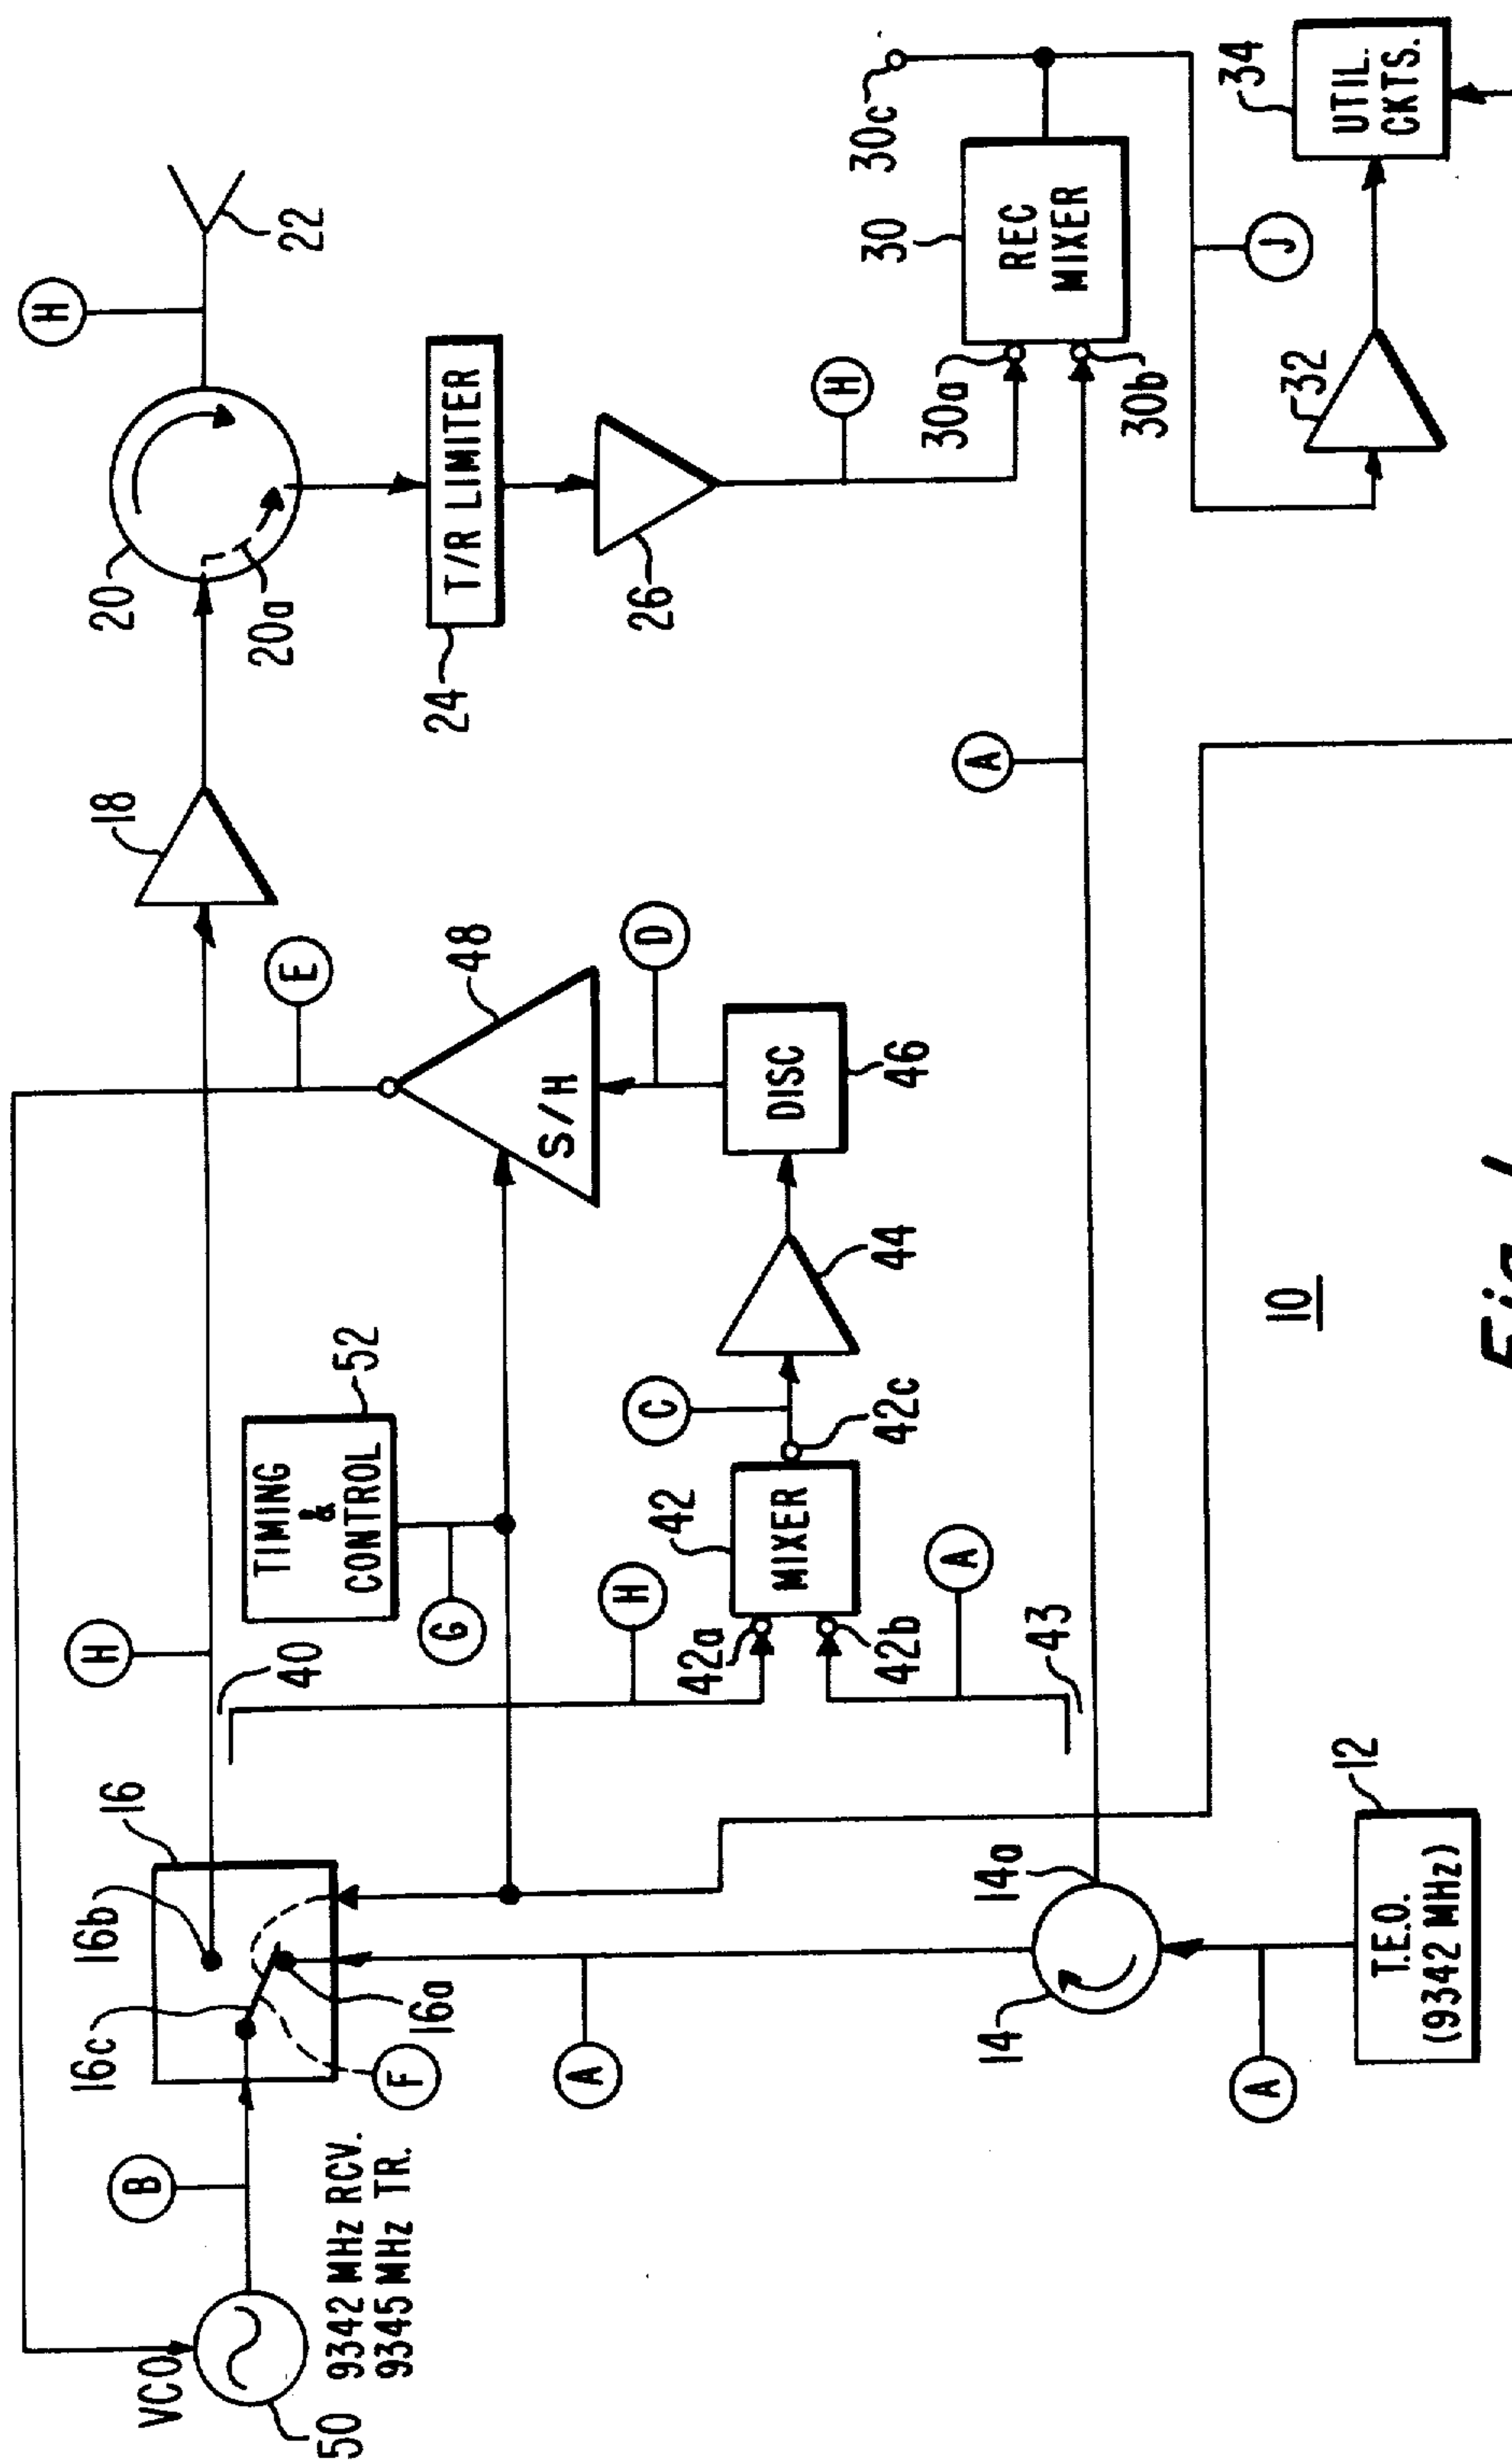 VCO
50
9342 MHz RCV.
9345 MHz TR.
B
16c
16b
16
F
16a
A
H
40
TIMING
&
CONTROL
52
G
E
18
20
20a
H
22
T/R LIMITER
24
26
H
S/H
48
D
DISC
46
44
C
42c
42
MIXER
42a
42b
H
A
43
A
30
REC
MIXER
30a
30b
30c
J
32
34
UTIL.
CKTS.
14
14a
12
T.E.O.
(9342 MHz)
A
10